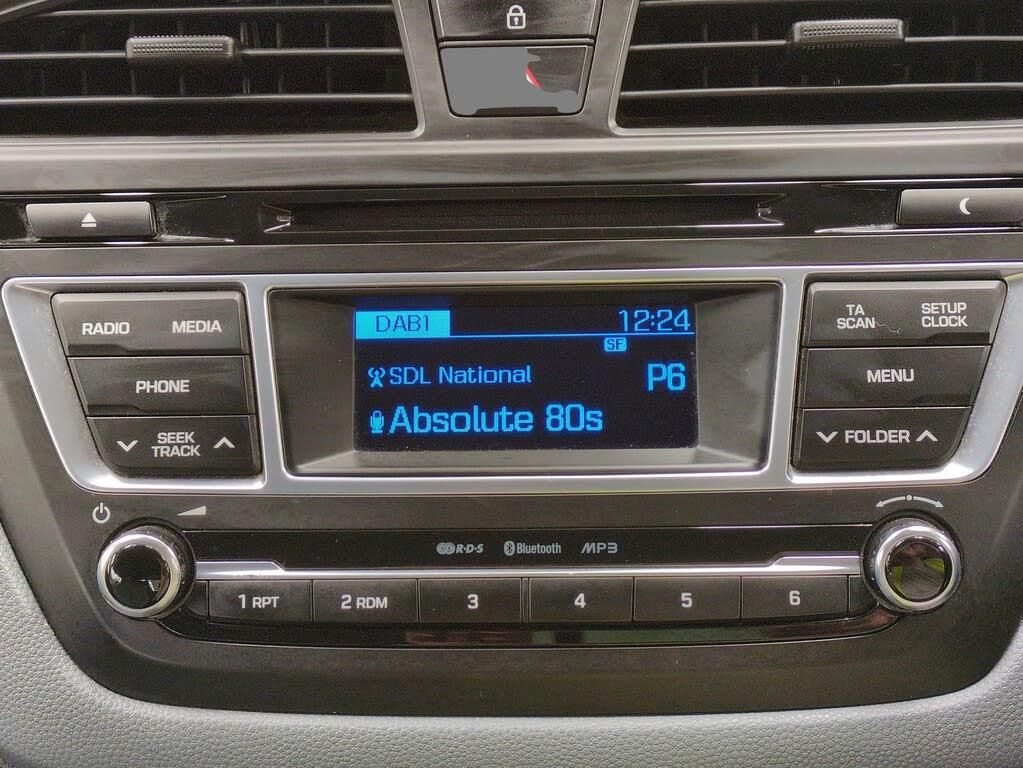 DAB1 12:24
SF
SDL National P6
Absolute 80s
RADIO MEDIA
PHONE
SEEK
TRACK
TA
SCAN
SETUP
CLOCK
MENU
FOLDER
R·D·S Bluetooth MP3
1 RPT 2 RDM 3 4 5 6